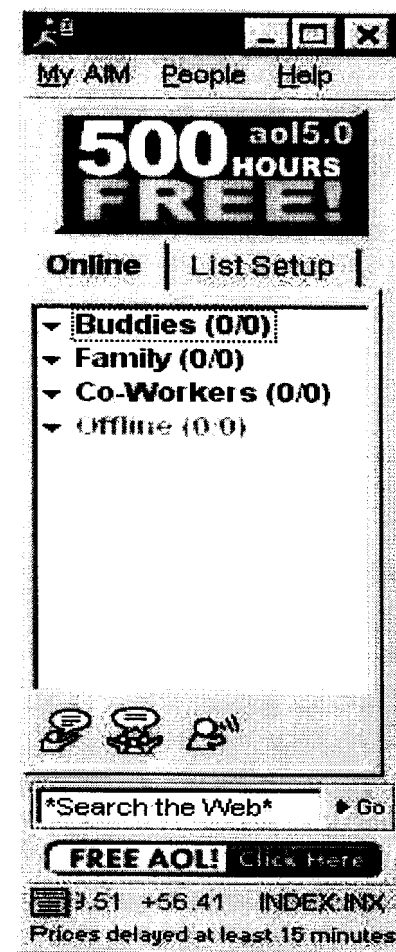 My AIM People Help
500 HOURS aol5.0
FREE!
Online List Setup
Buddies (0/0)
Family (0/0)
Co-Workers (0/0)
Offline (0/0)
*Search the Web* Go
FREE AOL! Click Here
9.51 +56.41 INDEX:INX
Prices delayed at least 15 minutes